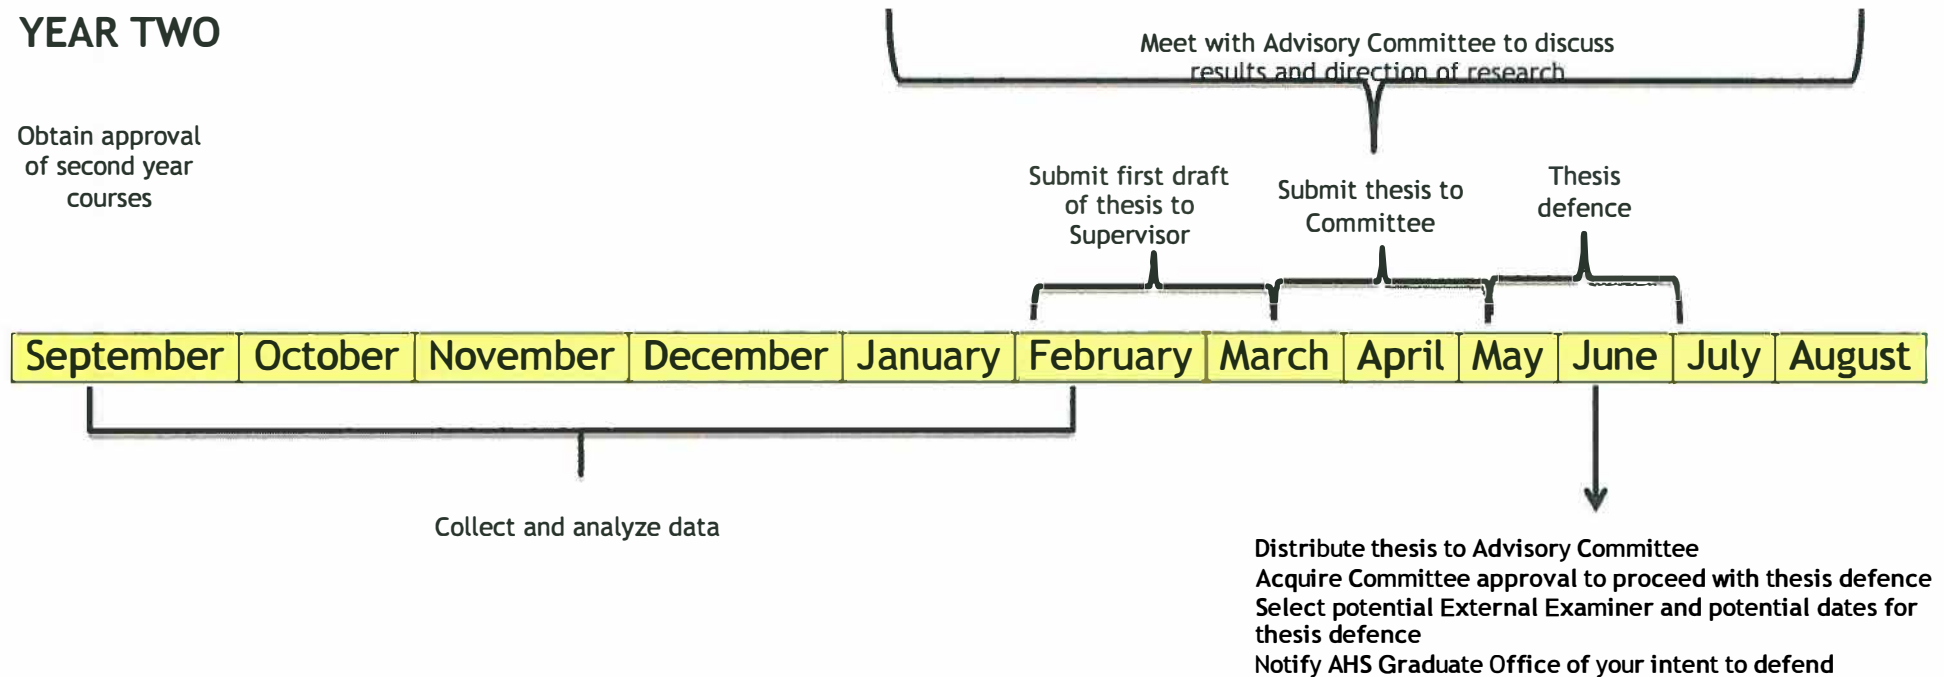 YEAR TWO
Meet with Advisory Committee to discuss
results and direction of research
Obtain approval
of second year
courses
Submit first draft
of thesis to
Supervisor
Submit thesis to
Committee
Thesis
defence
September October November December January February March April May June July August
Collect and analyze data
Distribute thesis to Advisory Committee
Acquire Committee approval to proceed with thesis defence
Select potential External Examiner and potential dates for
thesis defence
Notify AHS Graduate Office of your intent to defend